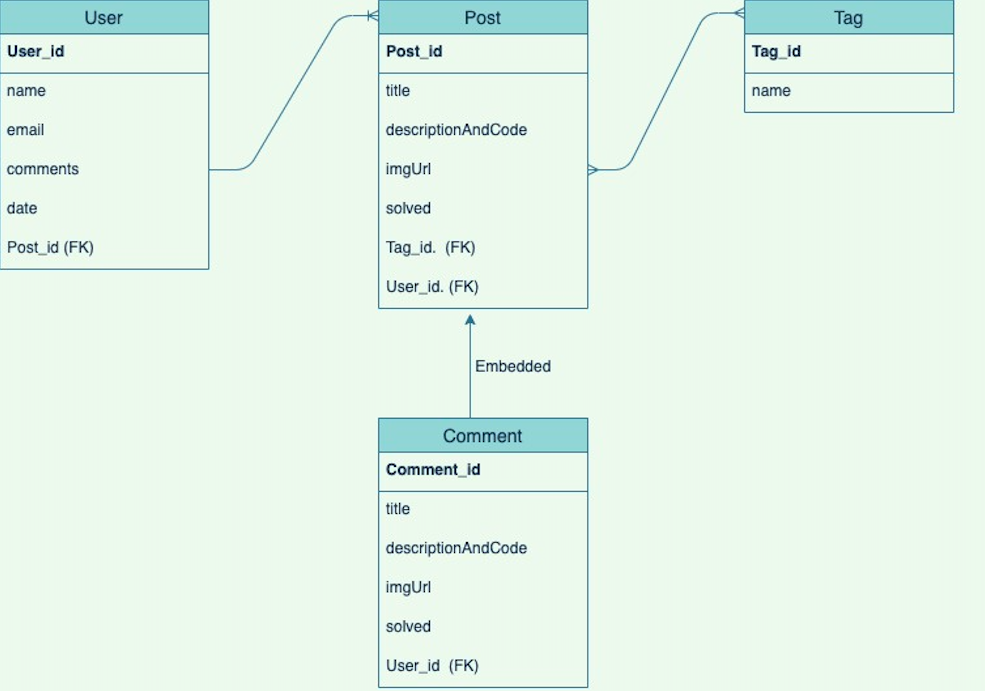 User
User_id
name
email
comments
date
Post_id (FK)
Post
Post_id
title
descriptionAndCode
imgUrl
solved
Tag_id. (FK)
User_id. (FK)
Tag
Tag_id
name
Embedded
Comment
Comment_id
title
descriptionAndCode
imgUrl
solved
User_id (FK)